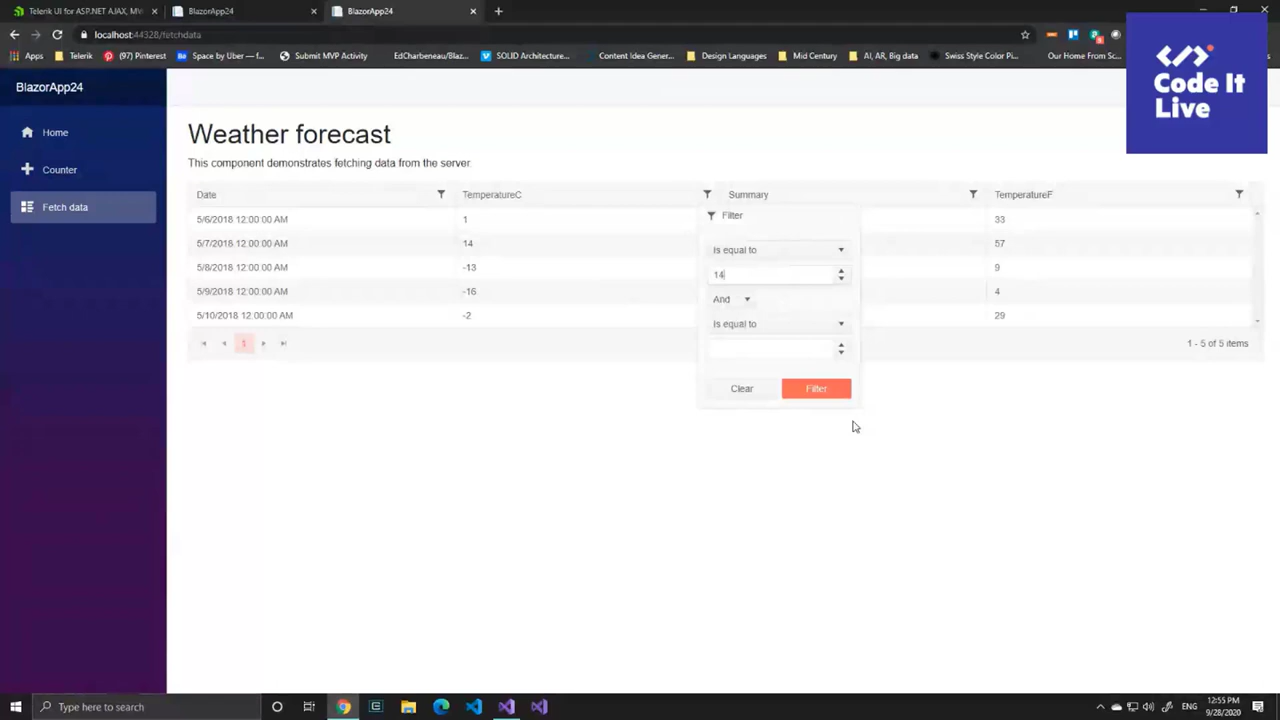 Telerik UI for ASP.NET AJAX, MV
BlazorApp24
BlazorApp24
localhost:44328/fetchdata
Apps
Telerik
(97) Pinterest
Space by Uber — f...
Submit MVP Activity
EdCharbeneau/Blaz...
SOLID Architecture...
Content Idea Gener...
Design Languages
Mid Century
AI, AR, Big data
Swiss Style Color Pi...
Our Home From Sc...
Code It
Live
BlazorApp24
Home
Counter
Fetch data
Weather forecast
This component demonstrates fetching data from the server.
Date TemperatureC Summary TemperatureF
5/6/2018 12:00:00 AM 1 33
5/7/2018 12:00:00 AM 14 57
5/8/2018 12:00:00 AM -13 9
5/9/2018 12:00:00 AM -16 4
5/10/2018 12:00:00 AM -2 29
1
1 - 5 of 5 items
Filter
Is equal to
14
And
Is equal to
Clear
Filter
Type here to search
ENG
12:55 PM
9/28/2020